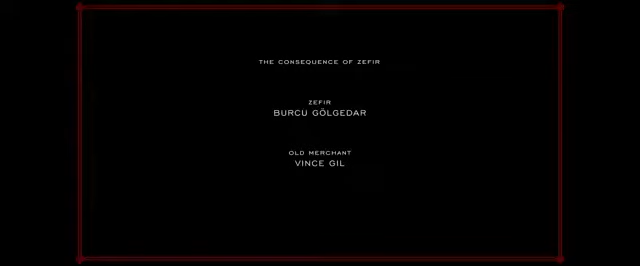 THE CONSEQUENCE OF ZEFIR
ZEFIR
BURCU GÖLGEDAR
OLD MERCHANT
VINCE GIL